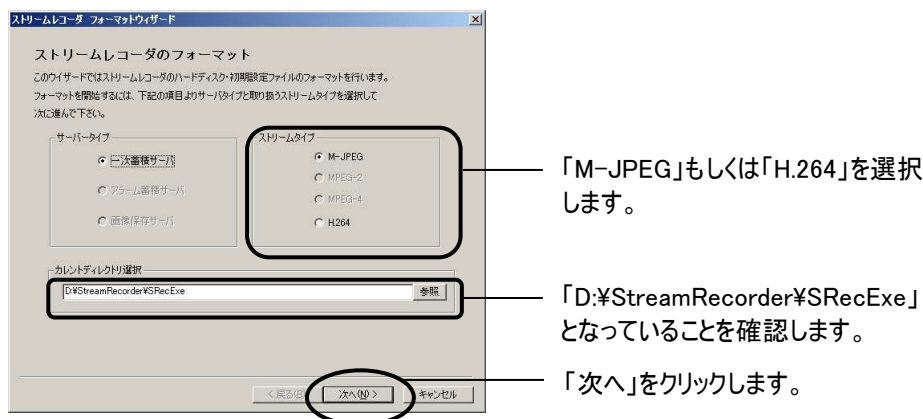 ストリームレコーダ フォーマットウィザード
ストリームレコーダのフォーマット
このウィザードではストリームレコーダのハードディスク・初期設定ファイルのフォーマットを行います。
フォーマットを開始するには、下記の項目よりサーバタイプと取り扱うストリームタイプを選択して
次に進んで下さい。
サーバータイプ
一次蓄積サーバ
アラーム蓄積サーバ
画像保存サーバ
ストリームタイプ
M-JPEG
MPEG-2
MPEG-4
H.264
「M-JPEG」もしくは「H.264」を選択
します。
カレントディレクトリ選択
D:¥StreamRecorder¥SRecExe
参照
「D:¥StreamRecorder¥SRecExe」
となっていることを確認します。
< 戻る(B)
次へ(N) >
キャンセル
「次へ」をクリックします。